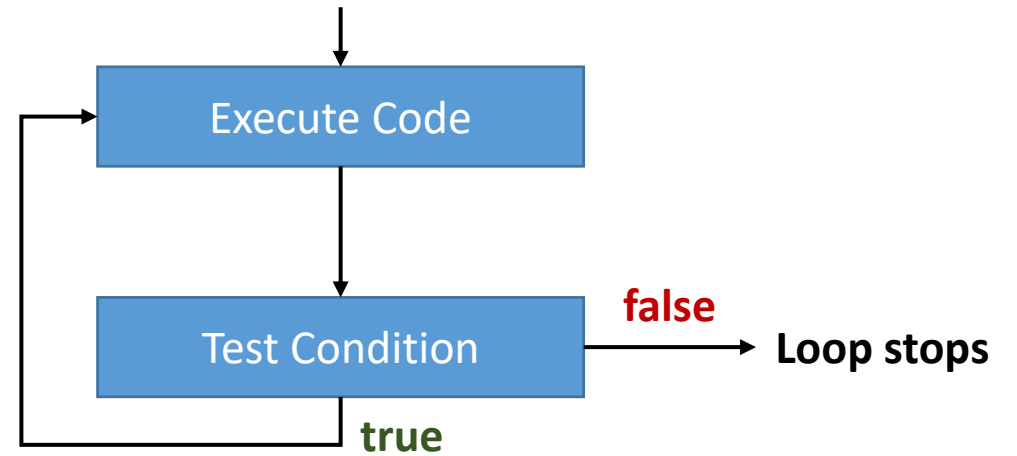 Execute Code
false
Test Condition
Loop stops
true